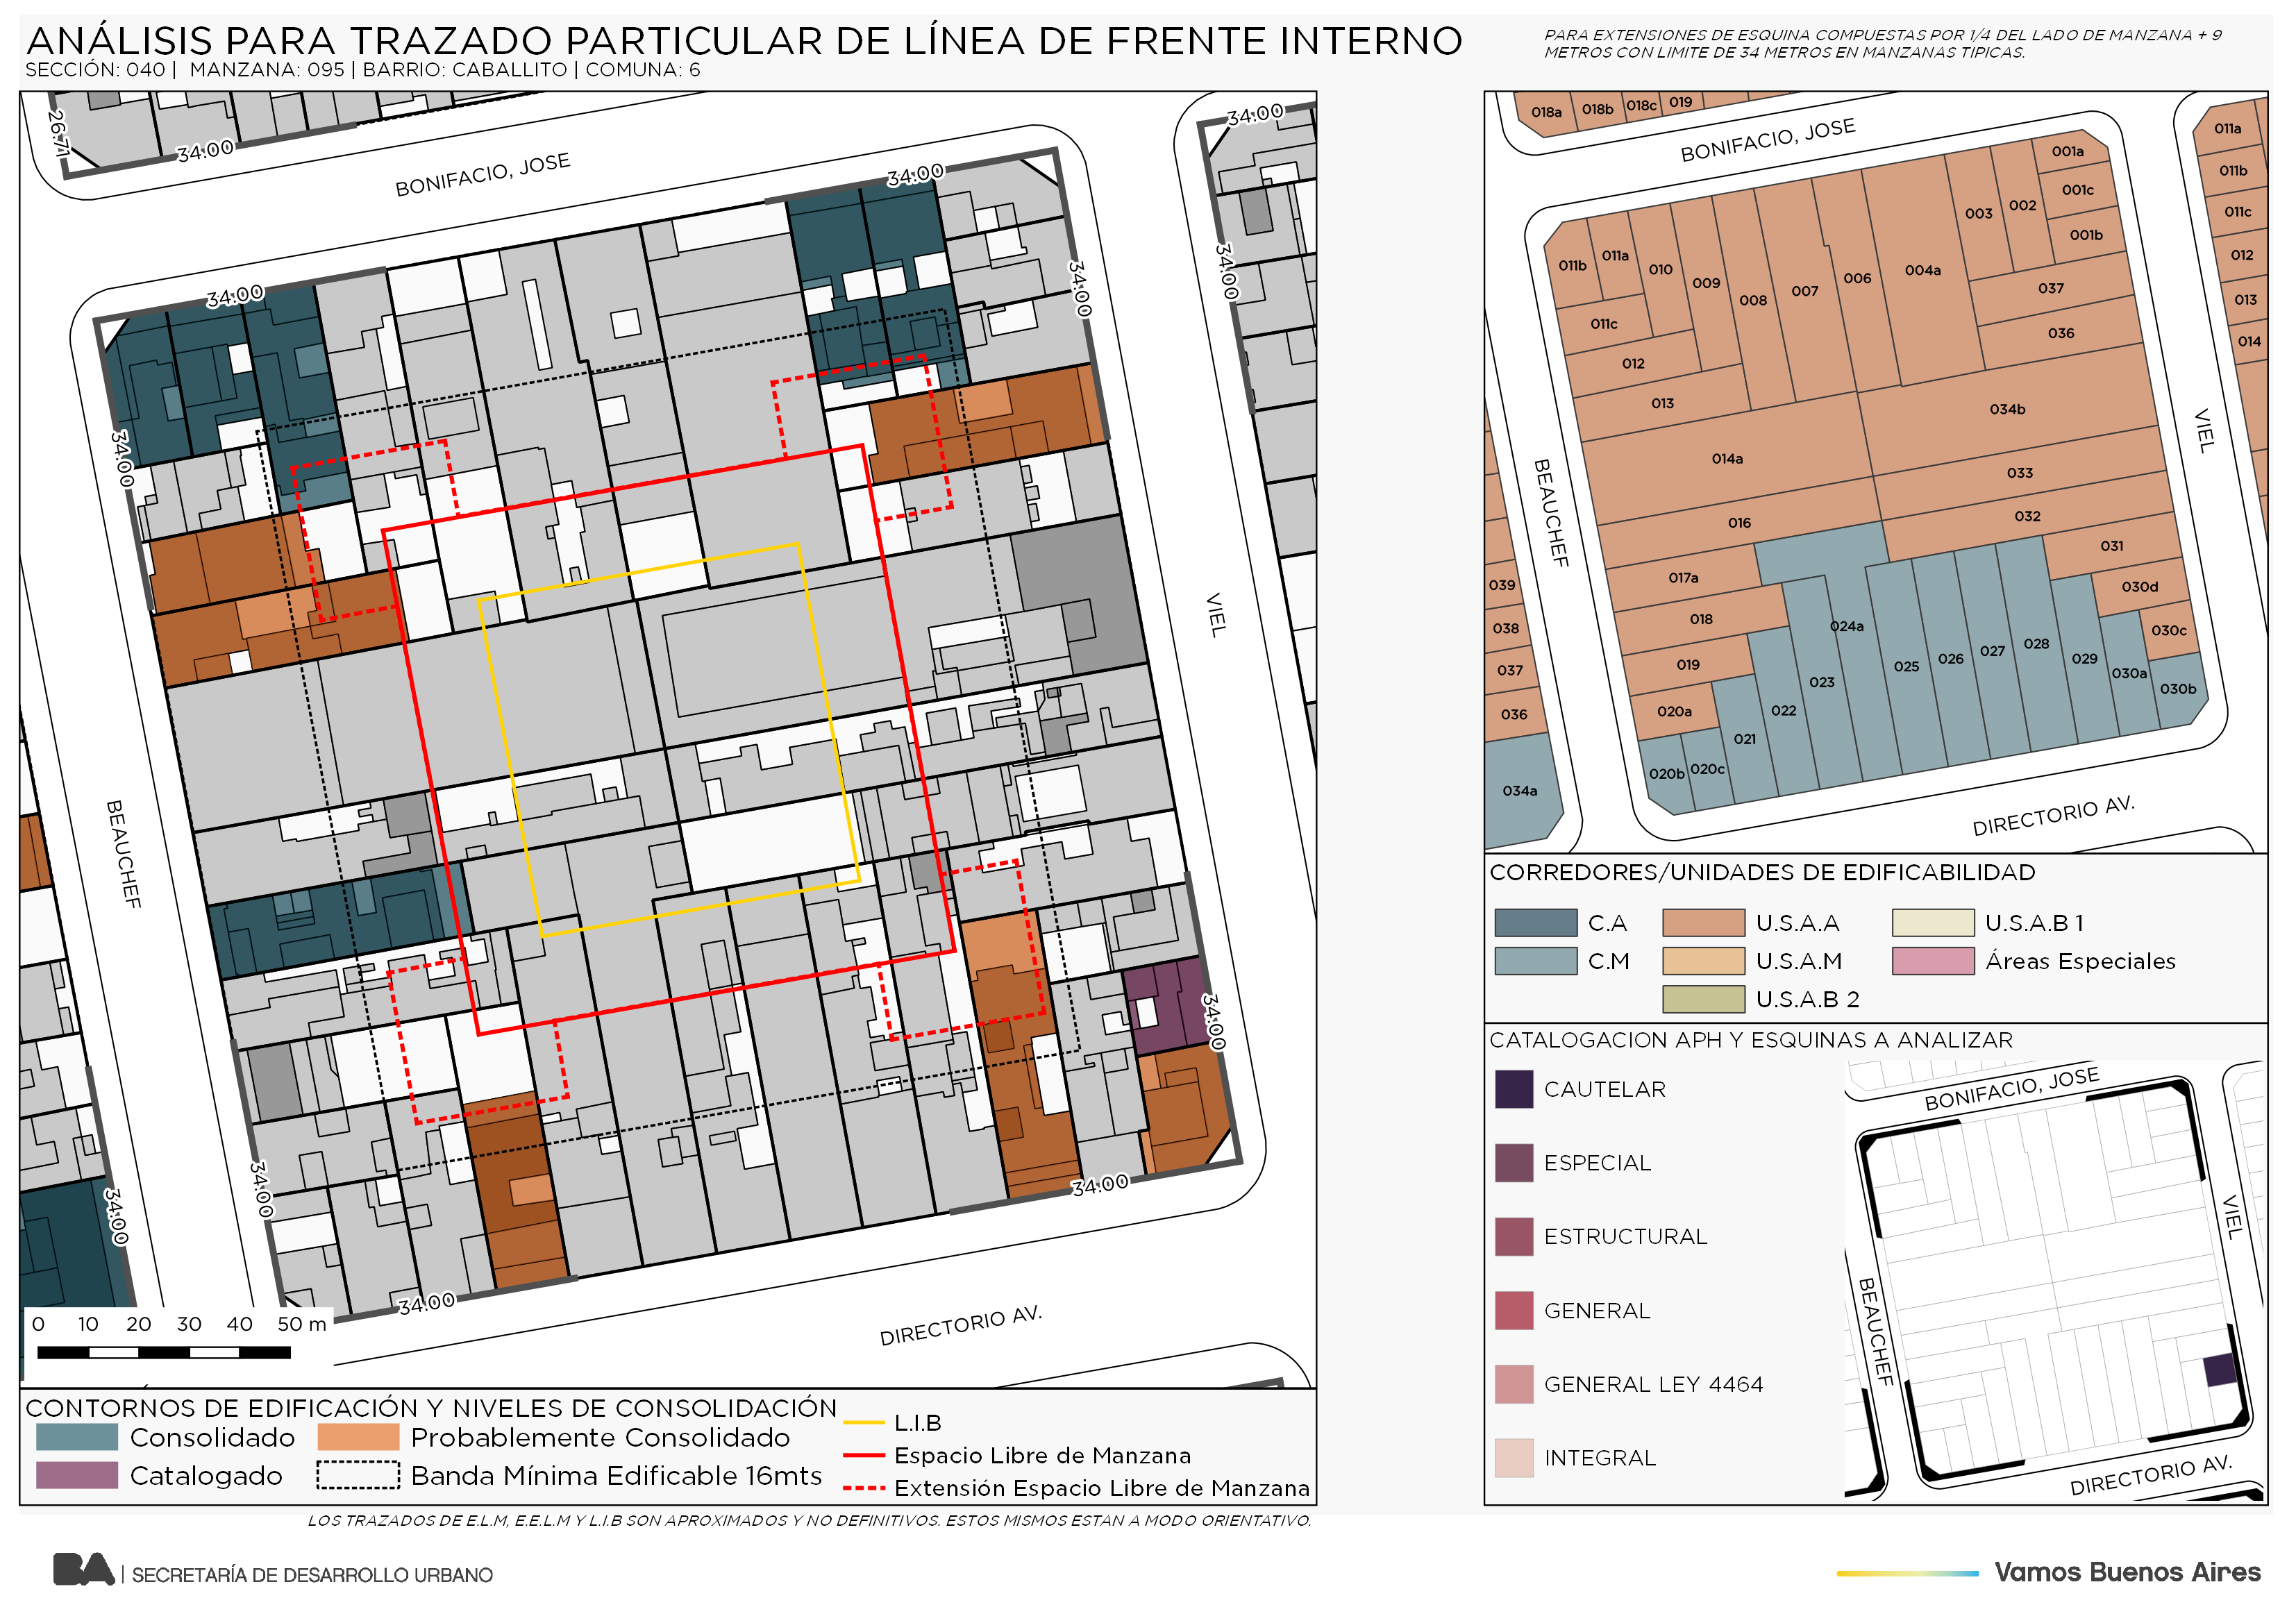 ANÁLISIS PARA TRAZADO PARTICULAR DE LÍNEA DE FRENTE INTERNO
SECCIÓN: 040 | MANZANA: 095 | BARRIO: CABALLITO | COMUNA: 6
PARA EXTENSIONES DE ESQUINA COMPUESTAS POR 1/4 DEL LADO DE MANZANA + 9
METROS CON LIMITE DE 34 METROS EN MANZANAS TIPICAS.
26.71
34.00
BONIFACIO, JOSE
34.00
34.00
34.00
34.00
34.00
34.00
VIEL
BEAUCHEF
34.00
34.00
34.00
34.00
34.00
DIRECTORIO AV.
0 10 20 30 40 50 m
CONTORNOS DE EDIFICACIÓN Y NIVELES DE CONSOLIDACIÓN
Consolidado
Probablemente Consolidado
Catalogado
Banda Mínima Edificable 16mts
L.I.B
Espacio Libre de Manzana
Extensión Espacio Libre de Manzana
LOS TRAZADOS DE E.L.M, E.E.L.M Y L.I.B SON APROXIMADOS Y NO DEFINITIVOS. ESTOS MISMOS ESTAN A MODO ORIENTATIVO.
018a
018b
018c
019
BONIFACIO, JOSE
011a
011b
011c
012
013
014
001a
001c
001b
002
003
004a
006
007
008
009
010
011a
011b
011c
012
013
014a
016
017a
018
019
020a
020b
020c
021
022
023
024a
025
026
027
028
029
030a
030b
030c
030d
031
032
033
034b
036
037
039
038
037
036
034a
BEAUCHEF
VIEL
DIRECTORIO AV.
CORREDORES/UNIDADES DE EDIFICABILIDAD
C.A
U.S.A.A
U.S.A.B 1
C.M
U.S.A.M
Áreas Especiales
U.S.A.B 2
CATALOGACION APH Y ESQUINAS A ANALIZAR
CAUTELAR
ESPECIAL
ESTRUCTURAL
GENERAL
GENERAL LEY 4464
INTEGRAL
BONIFACIO, JOSE
VIEL
BEAUCHEF
DIRECTORIO AV.
BA | SECRETARÍA DE DESARROLLO URBANO
Vamos Buenos Aires